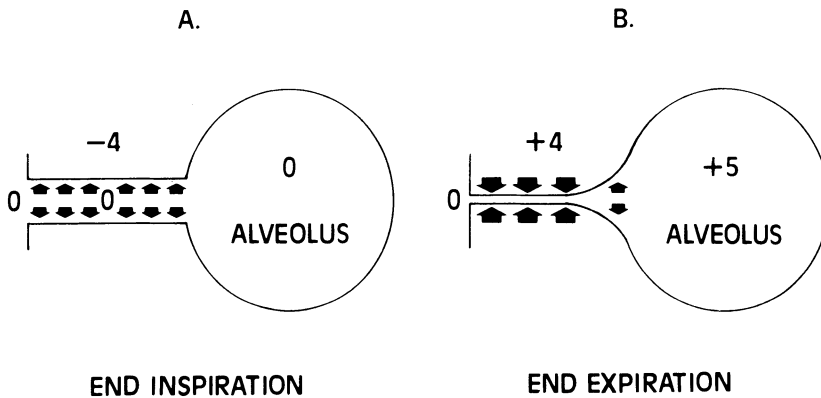 A.
-4
0
0
0
ALVEOLUS
END INSPIRATION
B.
+4
0
+5
ALVEOLUS
END EXPIRATION